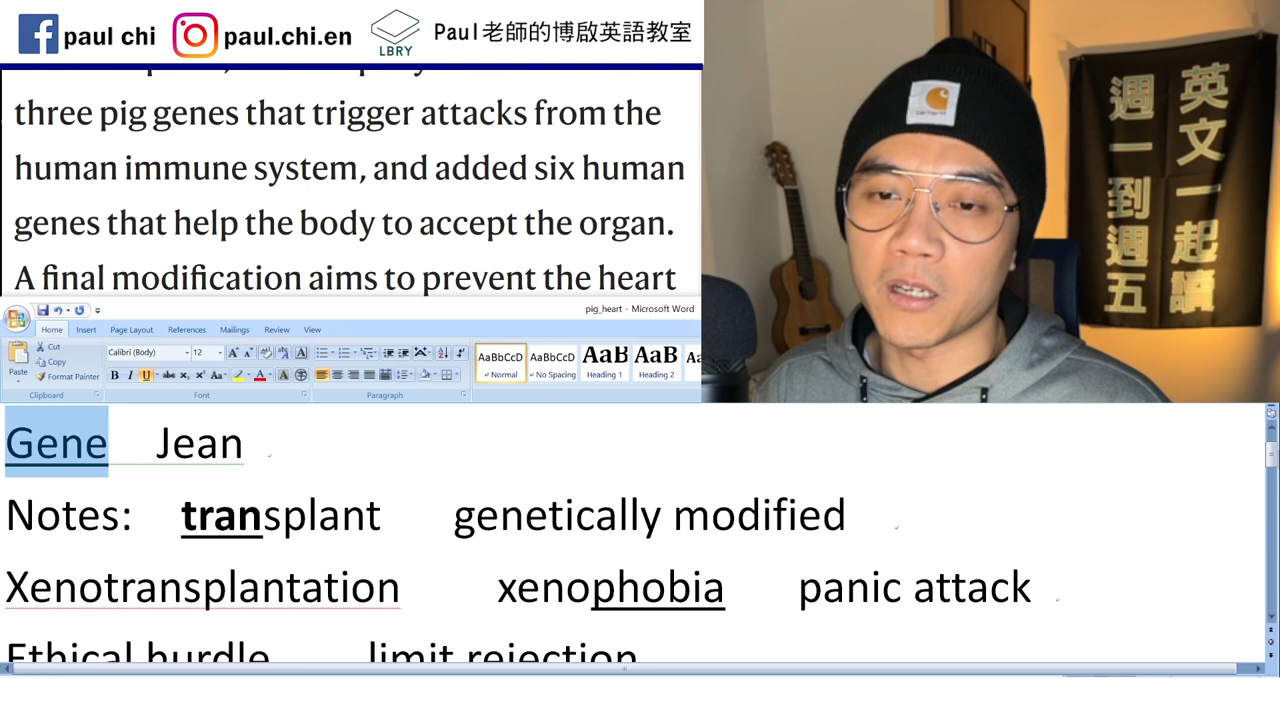 paul chi
paul.chi.en
LBRY
Paul老師的博啟英語教室
three pig genes that trigger attacks from the
human immune system, and added six human
genes that help the body to accept the organ.
A final modification aims to prevent the heart
carhartt
英文一起讀
週一到週五
pig_heart - Microsoft Word
Home Insert Page Layout References Mailings Review View
Paste
Cut
Copy
Format Painter
Clipboard
Calibri (Body) 12
Font
Paragraph
AaBbCcD AaBbCcD AaB AaB
Normal No Spacing Heading 1 Heading 2
Gene Jean
Notes: transplant genetically modified
Xenotransplantation xenophobia panic attack
Ethical hurdle limit rejection